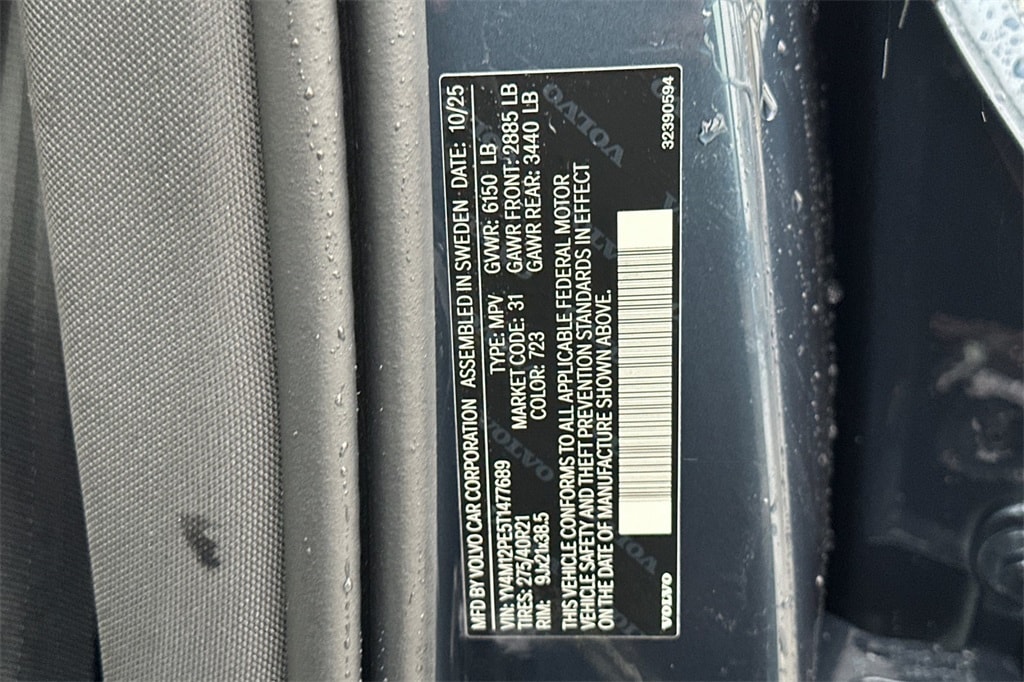 MFD BY VOLVO CAR CORPORATION ASSEMBLED IN SWEDEN DATE: 10/25
VIN: YV4M12PE5T1477689 TYPE: MPV GVWR: 6150 LB
TIRES: 275/40R21 MARKET CODE: 31 GAWR FRONT: 2885 LB
RIM: 9Jx21x38.5 COLOR: 723 GAWR REAR: 3440 LB
THIS VEHICLE CONFORMS TO ALL APPLICABLE FEDERAL MOTOR
VEHICLE SAFETY AND THEFT PREVENTION STANDARDS IN EFFECT
ON THE DATE OF MANUFACTURE SHOWN ABOVE.
VOLVO 32390594